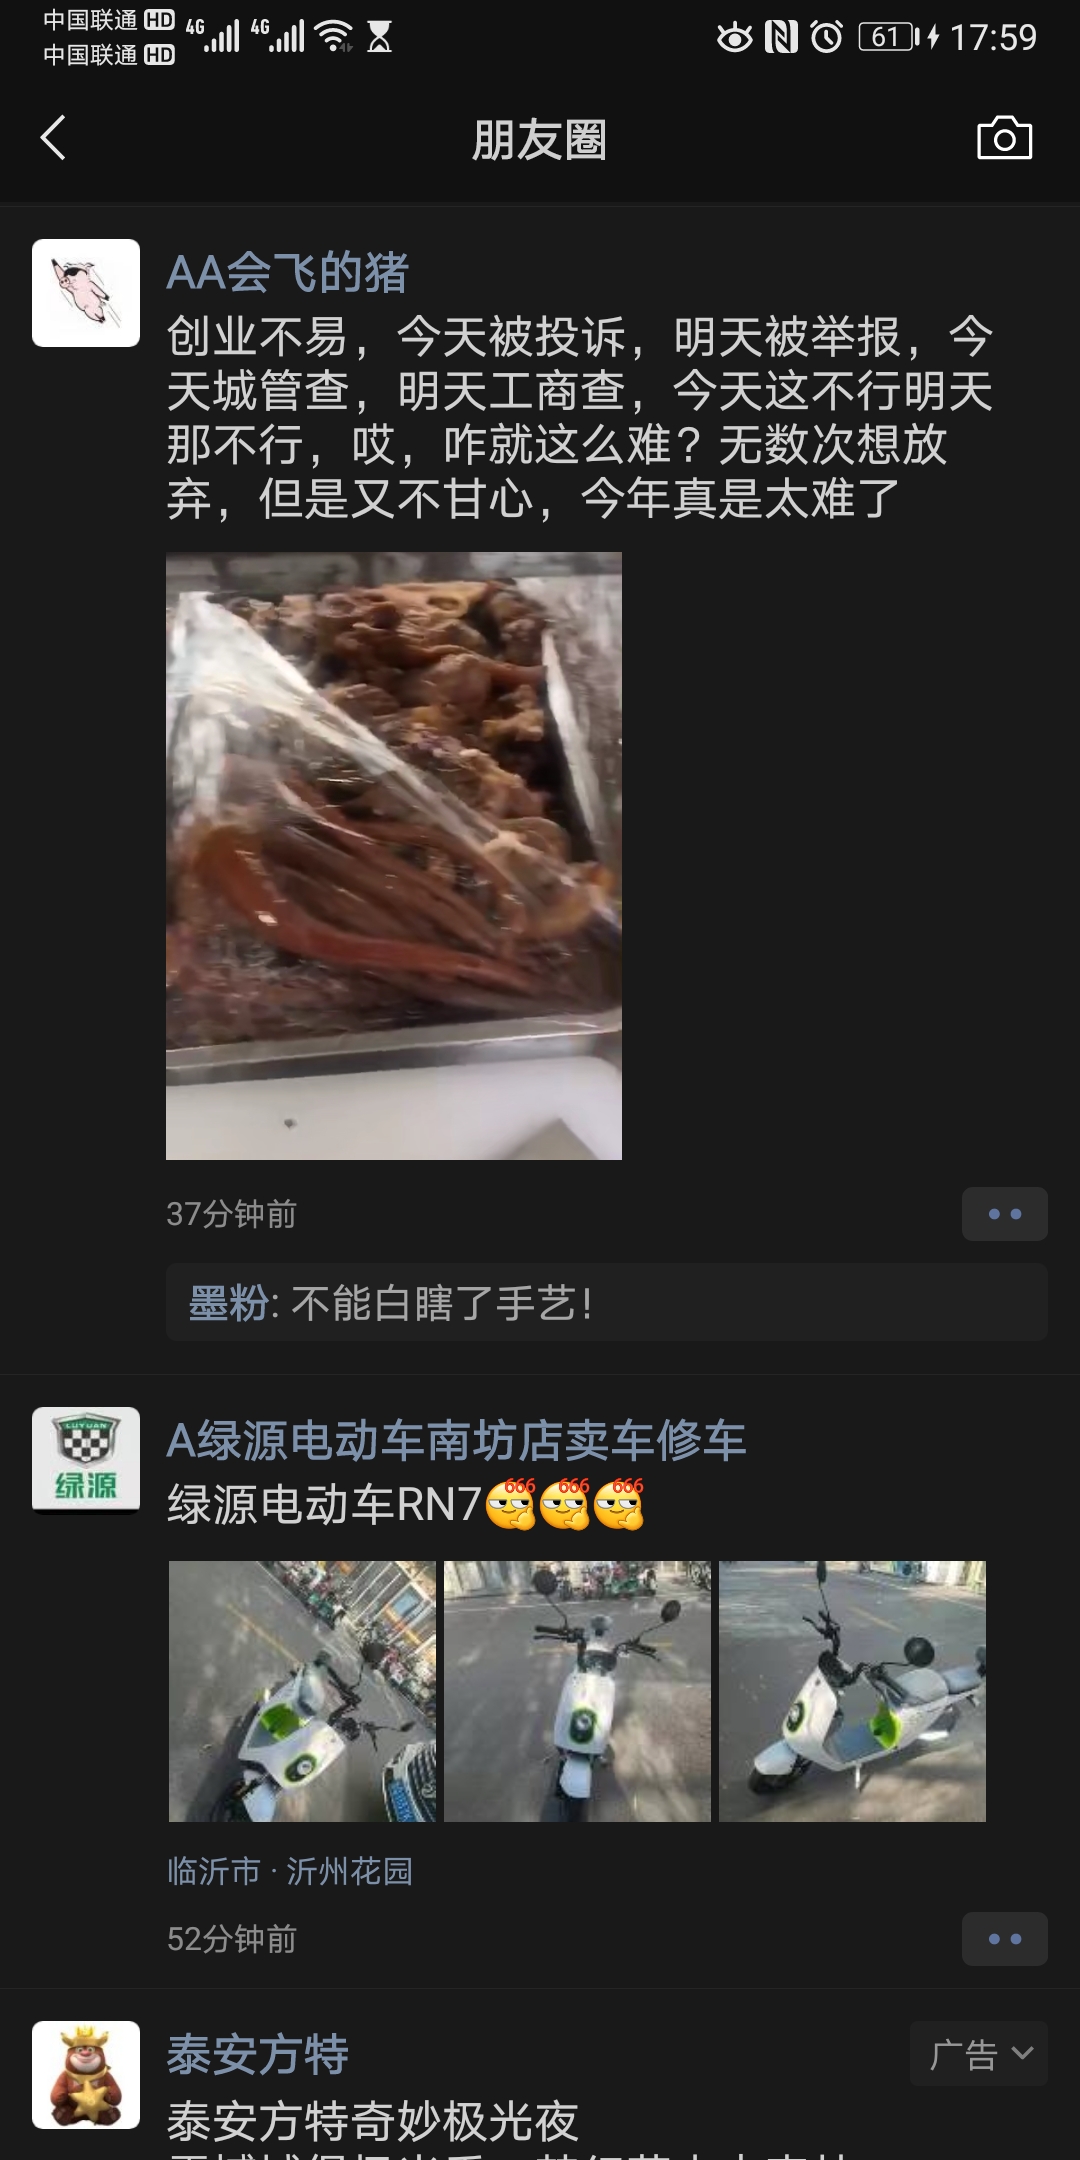 中国联通 HD
中国联通 HD
4G 4G
61 17:59
朋友圈
AA会飞的猪
创业不易，今天被投诉，明天被举报，今
天城管查，明天工商查，今天这不行明天
那不行，哎，咋就这么难？无数次想放
弃，但是又不甘心，今年真是太难了
37分钟前
墨粉: 不能白瞎了手艺!
LUYUAN
绿源
A绿源电动车南坊店卖车修车
绿源电动车RN7
666 666 666
临沂市 · 沂州花园
52分钟前
泰安方特
广告
泰安方特奇妙极光夜